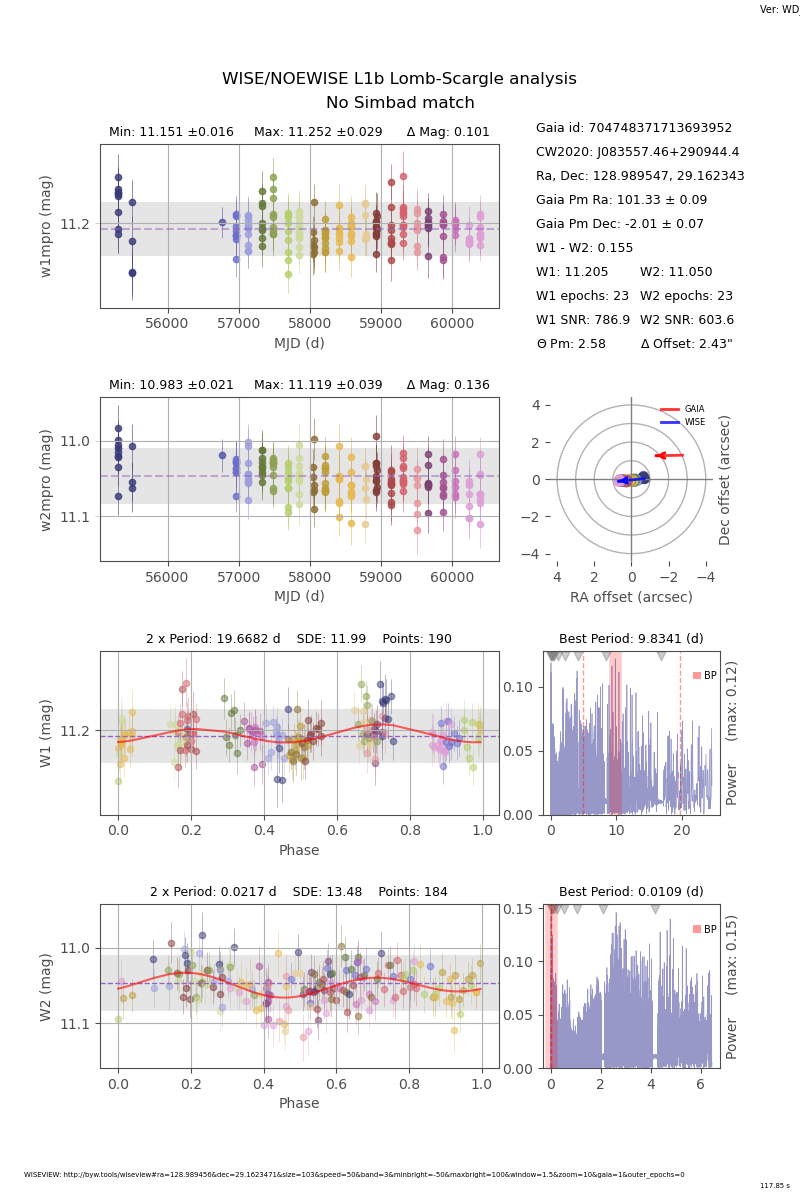 Ver: WD
WISE/NOEWISE L1b Lomb-Scargle analysis
No Simbad match
Min: 11.151 ±0.016 Max: 11.252 ±0.029 Δ Mag: 0.101
w1mpro (mag)
11.2
56000 57000 58000 59000 60000
MJD (d)
Gaia id: 704748371713693952
CW2020: J083557.46+290944.4
Ra, Dec: 128.989547, 29.162343
Gaia Pm Ra: 101.33 ± 0.09
Gaia Pm Dec: -2.01 ± 0.07
W1 - W2: 0.155
W1: 11.205 W2: 11.050
W1 epochs: 23 W2 epochs: 23
W1 SNR: 786.9 W2 SNR: 603.6
Θ Pm: 2.58 Δ Offset: 2.43"
Min: 10.983 ±0.021 Max: 11.119 ±0.039 Δ Mag: 0.136
w2mpro (mag)
11.0
11.1
56000 57000 58000 59000 60000
MJD (d)
GAIA
WISE
4
2
0
−2
−4
4 2 0 −2 −4
RA offset (arcsec)
Dec offset (arcsec)
2 x Period: 19.6682 d SDE: 11.99 Points: 190
W1 (mag)
11.2
0.0 0.2 0.4 0.6 0.8 1.0
Phase
Best Period: 9.8341 (d)
BP
0.10
0.05
0.00
0 10 20
Power (max: 0.12)
2 x Period: 0.0217 d SDE: 13.48 Points: 184
W2 (mag)
11.0
11.1
0.0 0.2 0.4 0.6 0.8 1.0
Phase
Best Period: 0.0109 (d)
BP
0.15
0.10
0.05
0.00
0 2 4 6
Power (max: 0.15)
WISEVIEW: http://byw.tools/wiseview#ra=128.989456&dec=29.1623471&size=103&speed=50&band=3&minbright=-50&maxbright=100&window=1.5&zoom=10&gaia=1&outer_epochs=0
117.85 s